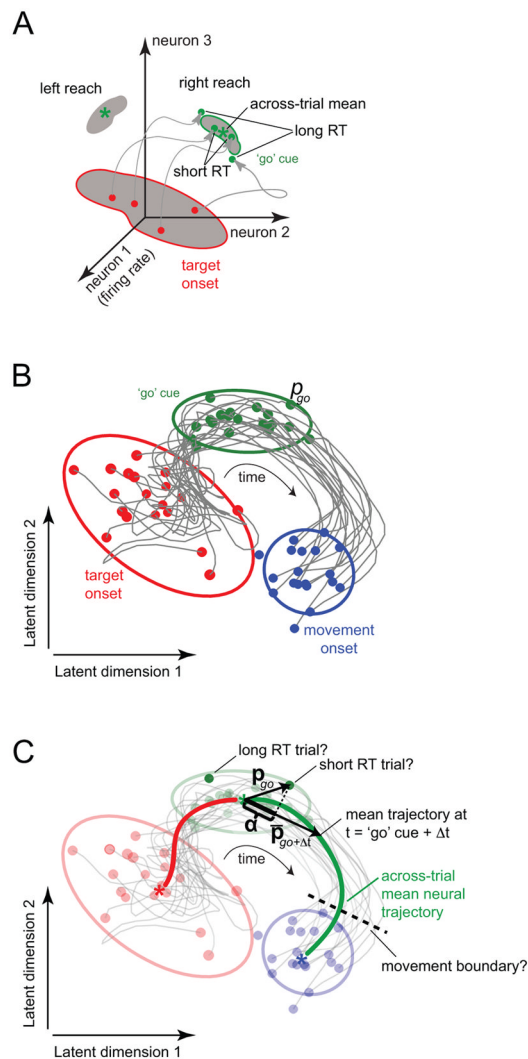 A
neuron 3
left reach
right reach
across-trial mean
long RT
'go' cue
short RT
neuron 2
neuron 1
(firing rate)
target
onset
*
*
B
'go' cue
p go
time
target
onset
movement
onset
Latent dimension 2
Latent dimension 1
C
long RT trial?
short RT trial?
p go
α
p̅ go+Δt
mean trajectory at
t = 'go' cue + Δt
time
across-trial
mean neural
trajectory
movement boundary?
*
*
*
Latent dimension 2
Latent dimension 1